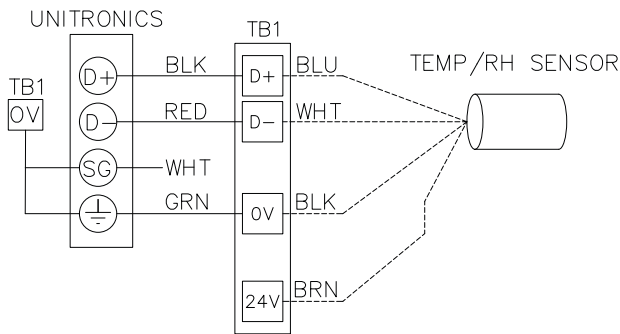 UNITRONICS
TB1
TEMP/RH SENSOR
TB1
0V
D+ BLK D+ BLU
D- RED D- WHT
SG WHT
GRN 0V BLK
24V BRN